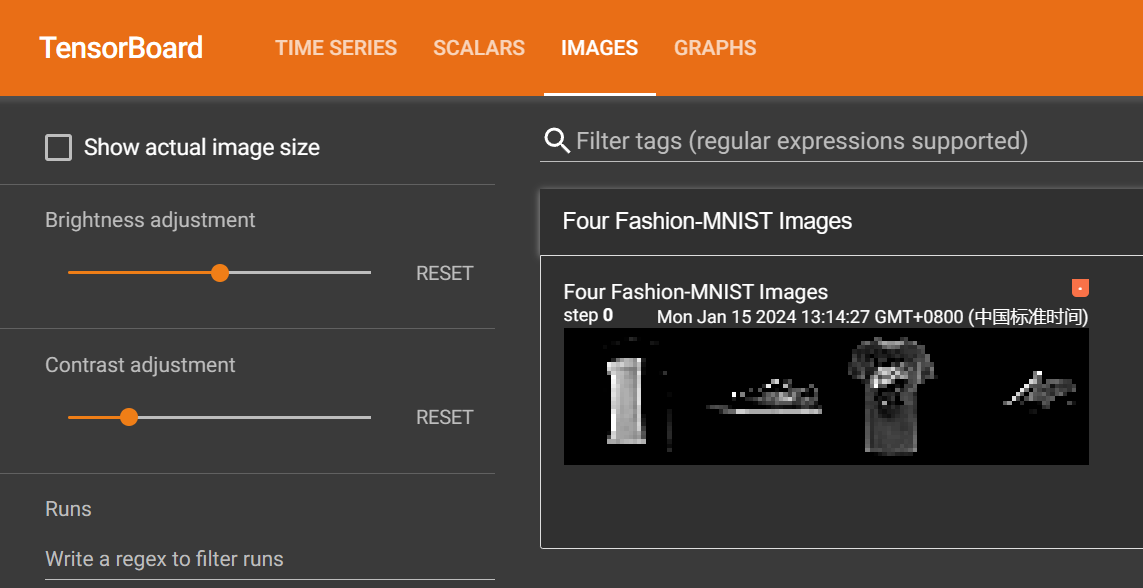 TensorBoard TIME SERIES SCALARS IMAGES GRAPHS
Show actual image size
Filter tags (regular expressions supported)
Brightness adjustment
RESET
Contrast adjustment
RESET
Runs
Write a regex to filter runs
Four Fashion-MNIST Images
Four Fashion-MNIST Images
step 0 Mon Jan 15 2024 13:14:27 GMT+0800 (中国标准时间)